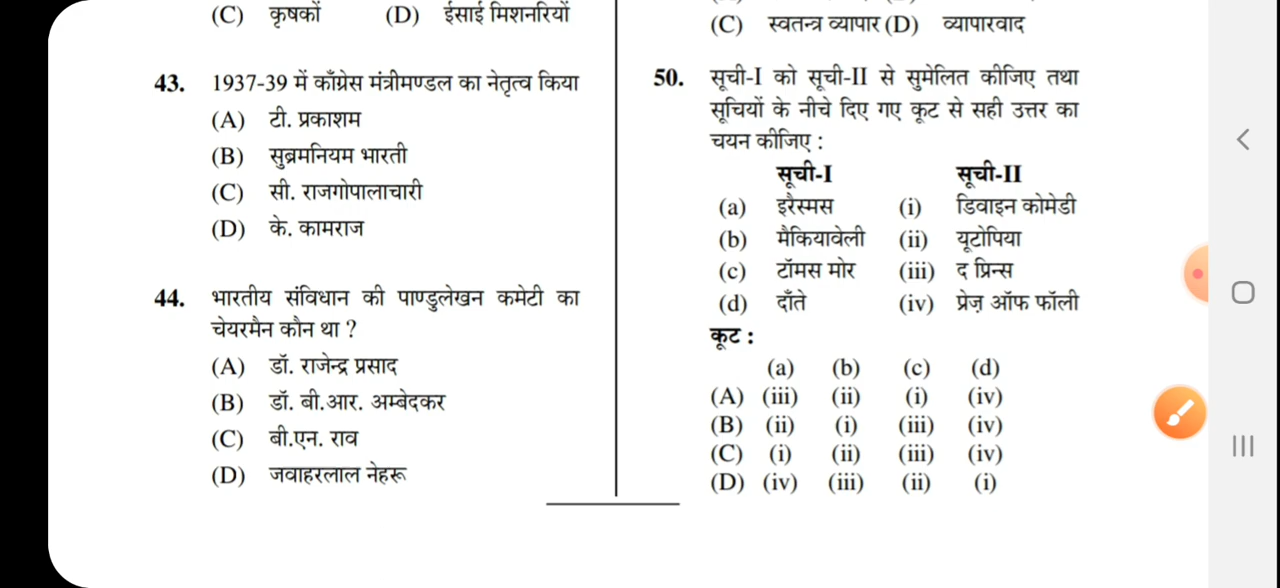 (C) कृषकों (D) ईसाई मिशनरियों
43. 1937-39 में काँग्रेस मंत्रीमण्डल का नेतृत्व किया
(A) टी. प्रकाशम
(B) सुब्रमनियम भारती
(C) सी. राजगोपालाचारी
(D) के. कामराज
44. भारतीय संविधान की पाण्डुलेखन कमेटी का
चेयरमैन कौन था ?
(A) डॉ. राजेन्द्र प्रसाद
(B) डॉ. बी.आर. अम्बेदकर
(C) बी.एन. राव
(D) जवाहरलाल नेहरू
(C) स्वतन्त्र व्यापार (D) व्यापारवाद
50. सूची-I को सूची-II से सुमेलित कीजिए तथा
सूचियों के नीचे दिए गए कूट से सही उत्तर का
चयन कीजिए :
सूची-I सूची-II
(a) इरैस्मस (i) डिवाइन कोमेडी
(b) मैकियावेली (ii) यूटोपिया
(c) टॉमस मोर (iii) द प्रिन्स
(d) दाँते (iv) प्रेज़ ऑफ फॉली
कूट :
(a) (b) (c) (d)
(A) (iii) (ii) (i) (iv)
(B) (ii) (i) (iii) (iv)
(C) (i) (ii) (iii) (iv)
(D) (iv) (iii) (ii) (i)